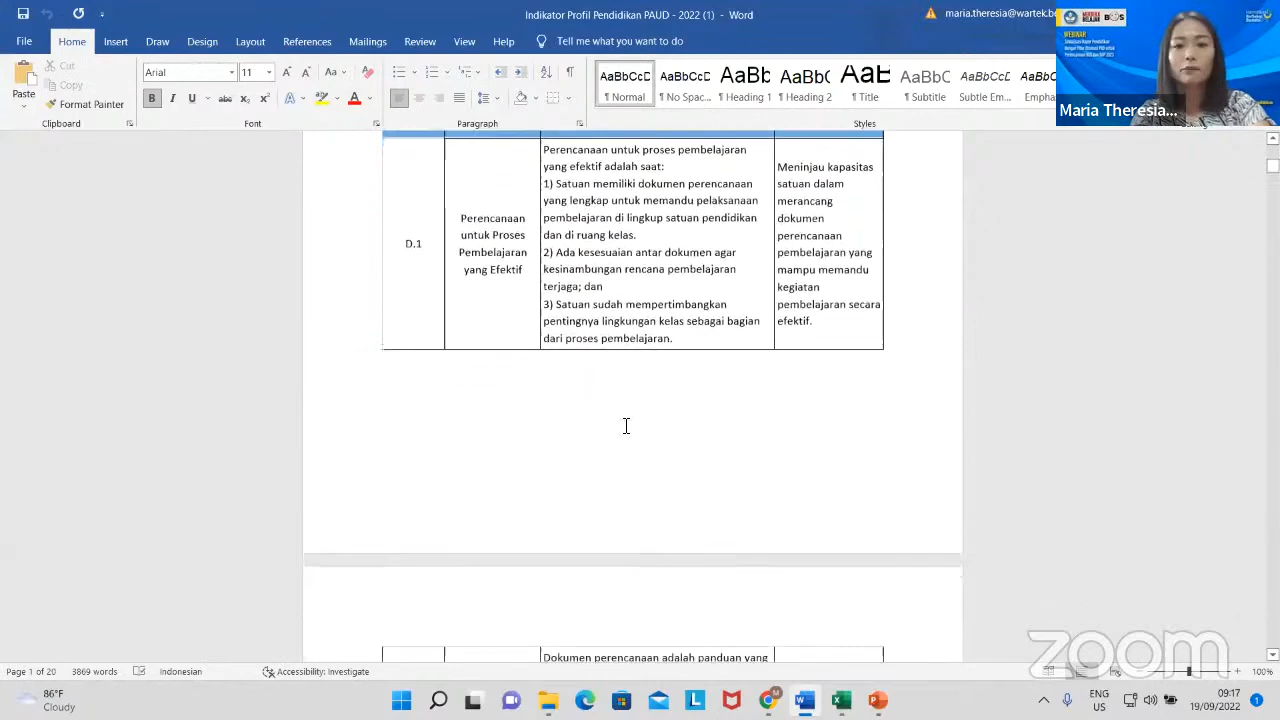 Indikator Profil Pendidikan PAUD - 2022 (1) - Word
maria.theresia@wartek.be
File Home Insert Draw Design Layout References Mailings Review View Help Tell me what you want to do
Paste
Cut
Copy
Format Painter
Clipboard
Arial 11
Font
Paragraph
AaBbCcD AaBbCcD AaBb( AaBb( AaB AaBbCcD AaBbCcD AaBbCcD
¶ Normal ¶ No Spac... ¶ Heading 1 ¶ Heading 2 ¶ Title ¶ Subtitle Subtle Em... Empha
Styles
MERDEKA
BELAJAR
WEBINAR
Maria Theresia...
D.1
Perencanaan
untuk Proses
Pembelajaran
yang Efektif
Perencanaan untuk proses pembelajaran
yang efektif adalah saat:
1) Satuan memiliki dokumen perencanaan
yang lengkap untuk memandu pelaksanaan
pembelajaran di lingkup satuan pendidikan
dan di ruang kelas.
2) Ada kesesuaian antar dokumen agar
kesinambungan rencana pembelajaran
terjaga; dan
3) Satuan sudah mempertimbangkan
pentingnya lingkungan kelas sebagai bagian
dari proses pembelajaran.
Meninjau kapasitas
satuan dalam
merancang
dokumen
perencanaan
pembelajaran yang
mampu memandu
kegiatan
pembelajaran secara
efektif.
Dokumen perencanaan adalah panduan yang
zoom
Page 1 of 20 3869 words Indonesian Accessibility: Investigate 100%
86°F
Cloudy
ENG
US
09:17
19/09/2022